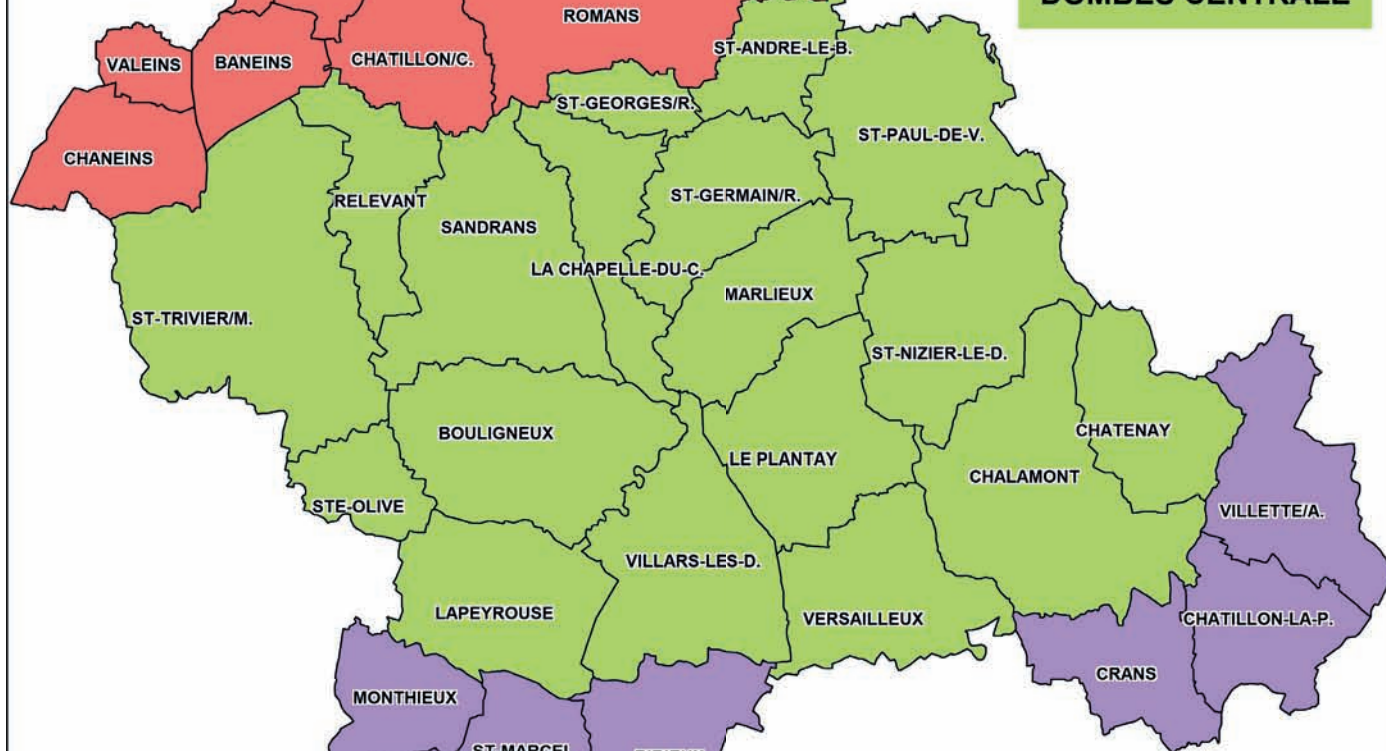 DOMBES CENTRALE
ROMANS
ST-ANDRE-LE-B.
VALEINS
BANEINS
CHATILLON/C.
ST-GEORGES/R.
ST-PAUL-DE-V.
CHANEINS
RELEVANT
ST-GERMAIN/R.
SANDRANS
LA CHAPELLE-DU-C.
MARLIEUX
ST-TRIVIER/M.
ST-NIZIER-LE-D.
BOULIGNEUX
CHATENAY
LE PLANTAY
CHALAMONT
STE-OLIVE
VILLETTE/A.
VILLARS-LES-D.
LAPEYROUSE
VERSAILLEUX
CHATILLON-LA-P.
CRANS
MONTHIEUX
ST-MARCEL